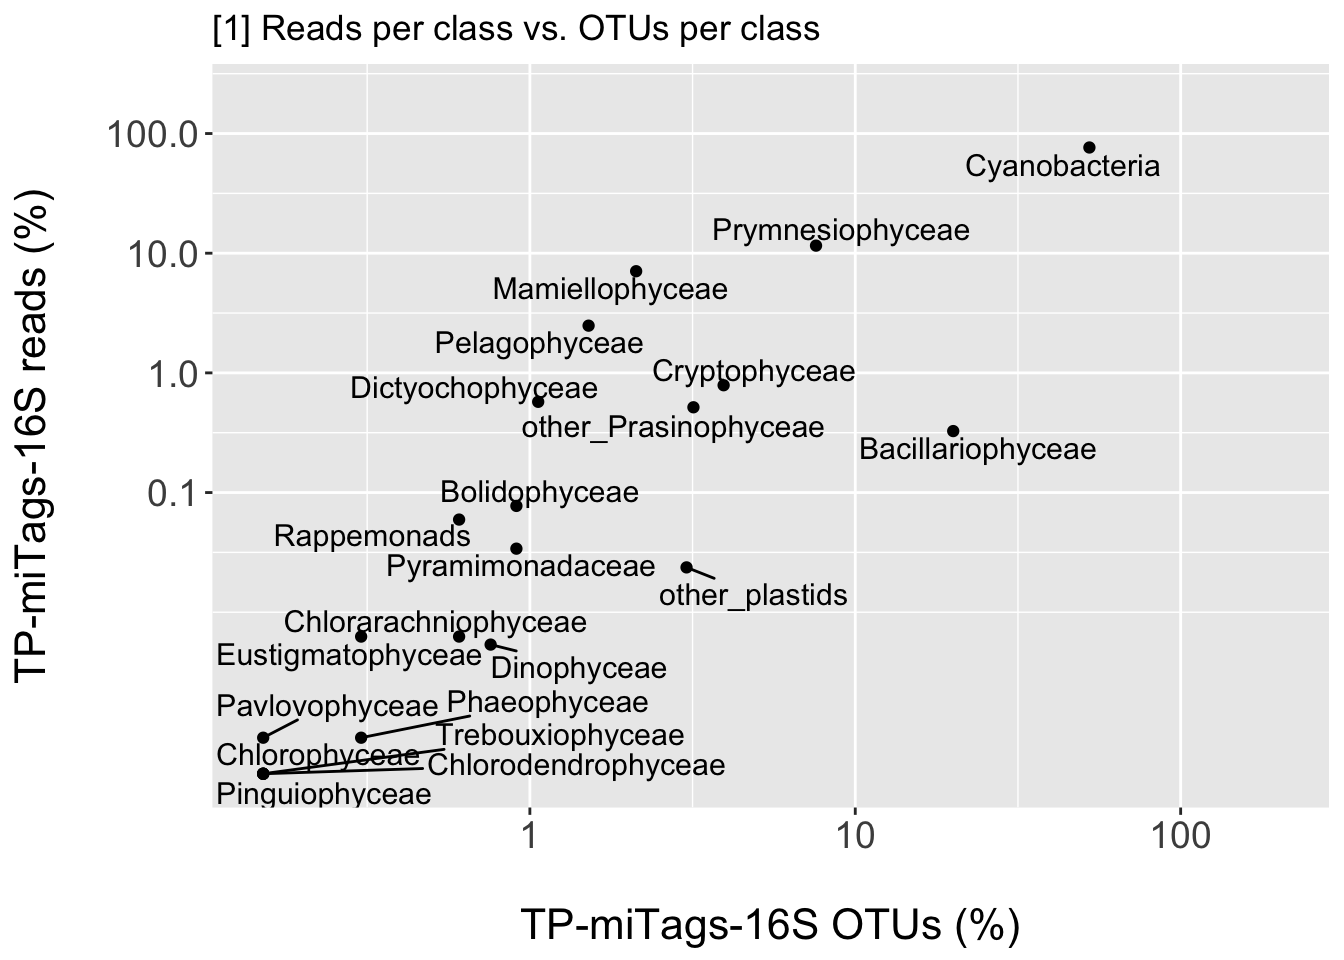 [1] Reads per class vs. OTUs per class
TP-miTags-16S reads (%)
100.0
10.0
1.0
0.1
Cyanobacteria
Prymnesiophyceae
Mamiellophyceae
Pelagophyceae
Cryptophyceae
Dictyochophyceae
other_Prasinophyceae
Bacillariophyceae
Bolidophyceae
Rappemonads
Pyramimonadaceae
other_plastids
Chlorarachniophyceae
Eustigmatophyceae
Dinophyceae
Pavlovophyceae
Phaeophyceae
Trebouxiophyceae
Chlorophyceae
Chlorodendrophyceae
Pinguiophyceae
1
10
100
TP-miTags-16S OTUs (%)